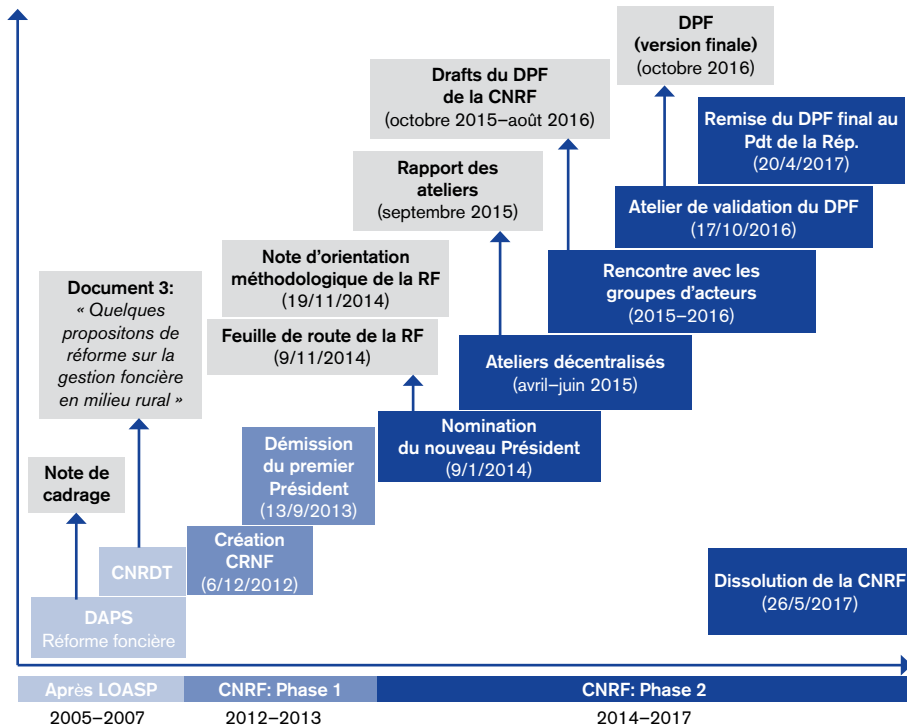 DPF
(version finale)
(octobre 2016)
Drafts du DPF
de la CNRF
(octobre 2015–août 2016)
Remise du DPF final au
Pdt de la Rép.
(20/4/2017)
Rapport des
ateliers
(septembre 2015)
Atelier de validation du DPF
(17/10/2016)
Note d'orientation
méthodologique de la RF
(19/11/2014)
Rencontre avec les
groupes d'acteurs
(2015–2016)
Document 3:
« Quelques
propositons de
réforme sur la
gestion foncière
en milieu rural »
Feuille de route de la RF
(9/11/2014)
Ateliers décentralisés
(avril–juin 2015)
Nomination
du nouveau Président
(9/1/2014)
Démission
du premier
Président
(13/9/2013)
Note de
cadrage
Création
CRNF
(6/12/2012)
CNRDT
Dissolution de la CNRF
(26/5/2017)
DAPS
Réforme foncière
Après LOASP
CNRF: Phase 1
CNRF: Phase 2
2005–2007
2012–2013
2014–2017